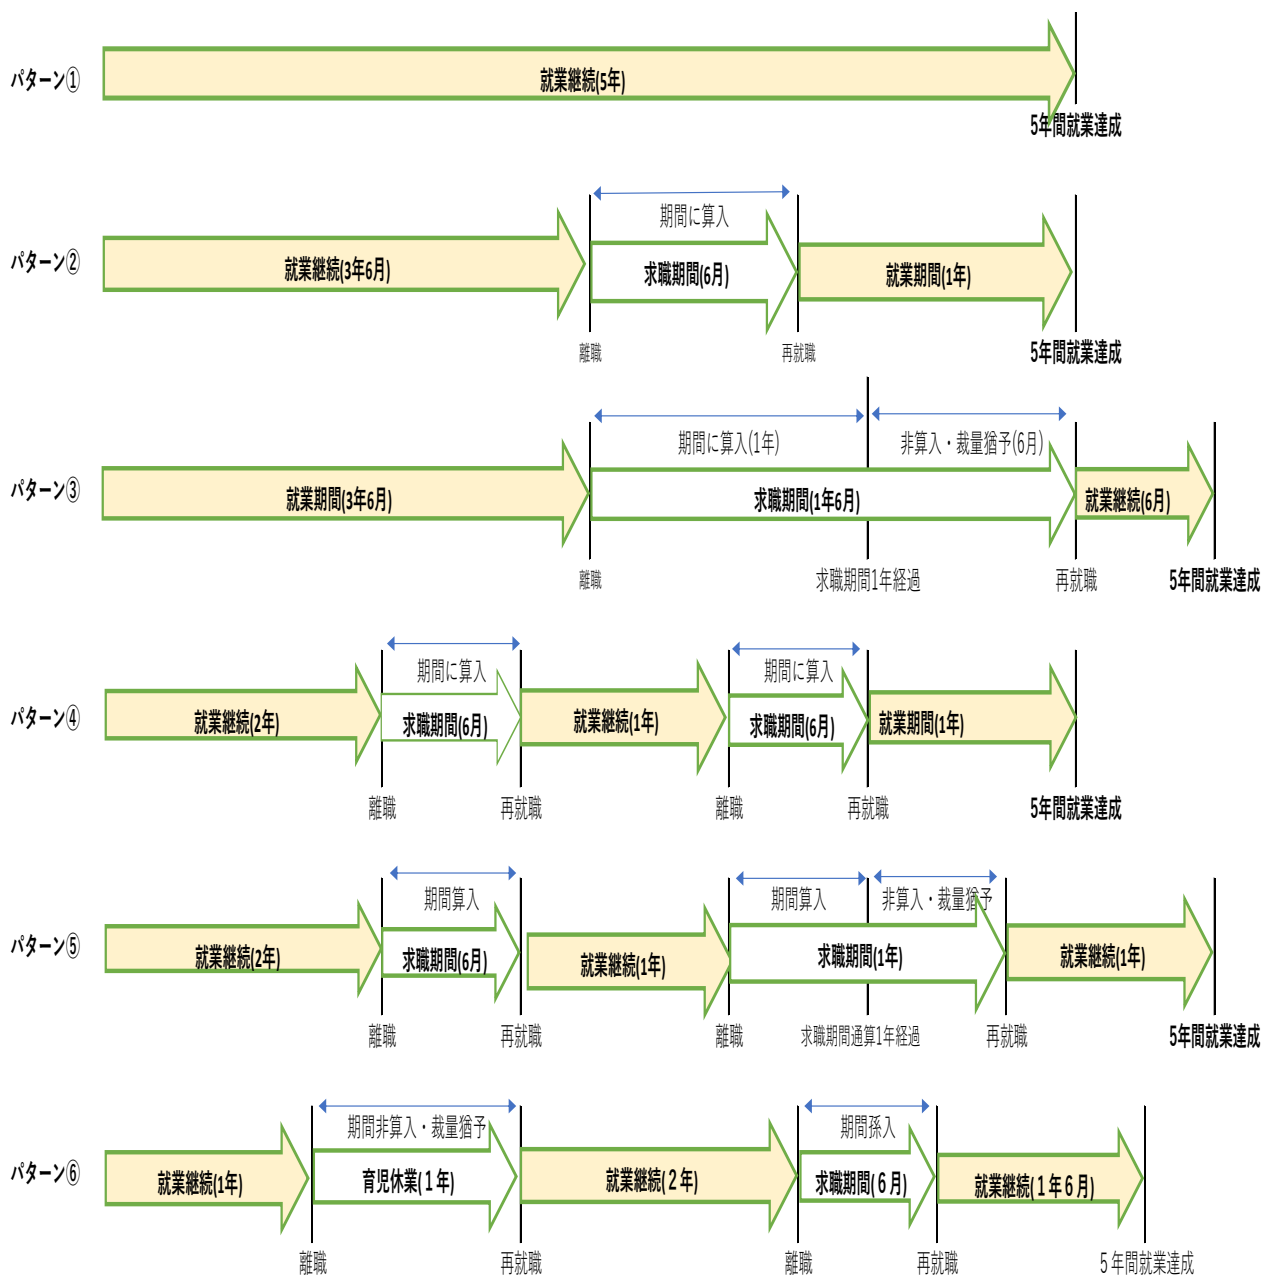 パターン①
就業継続(5年)
5年間就業達成
期間に算入
パターン②
就業継続(3年6月)
求職期間(6月)
就業期間(1年)
離職
再就職
5年間就業達成
期間に算入(1年)
非算入・裁量猶予(6月)
パターン③
就業期間(3年6月)
求職期間(1年6月)
就業継続(6月)
離職
求職期間1年経過
再就職
5年間就業達成
期間に算入
期間に算入
パターン④
就業継続(2年)
求職期間(6月)
就業継続(1年)
求職期間(6月)
就業期間(1年)
離職
再就職
離職
再就職
5年間就業達成
期間算入
期間算入
非算入・裁量猶予
パターン⑤
就業継続(2年)
求職期間(6月)
就業継続(1年)
求職期間(1年)
就業継続(1年)
離職
再就職
離職
求職期間通算1年経過
再就職
5年間就業達成
期間非算入・裁量猶予
期間孫入
パターン⑥
就業継続(1年)
育児休業(１年)
就業継続(２年)
求職期間(６月)
就業継続(１年６月)
離職
再就職
離職
再就職
５年間就業達成